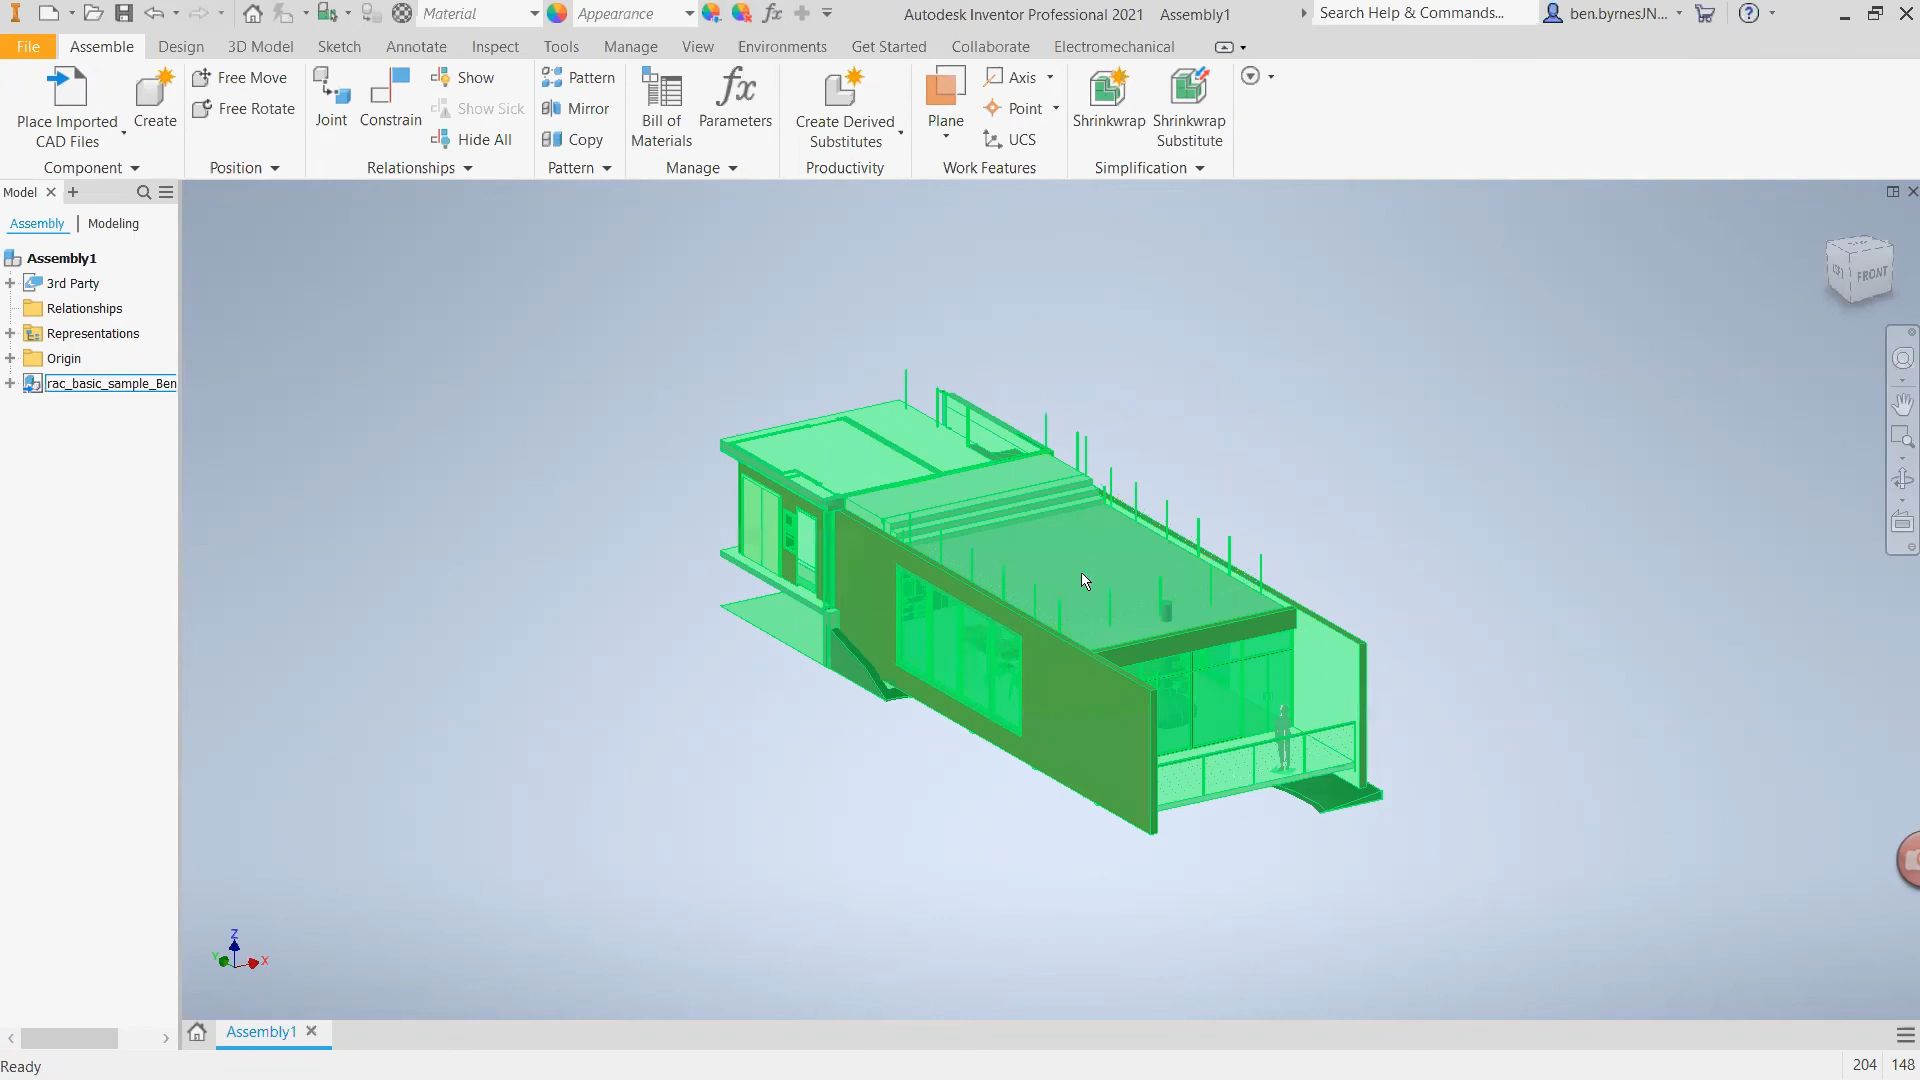 Material
Appearance
Autodesk Inventor Professional 2021 Assembly1
Search Help & Commands...
ben.byrnesJN...
File
Assemble
Design
3D Model
Sketch
Annotate
Inspect
Tools
Manage
View
Environments
Get Started
Collaborate
Electromechanical
Place Imported
CAD Files
Create
Free Move
Free Rotate
Joint
Constrain
Show
Show Sick
Hide All
Pattern
Mirror
Copy
Bill of
Materials
Parameters
Create Derived
Substitutes
Plane
Axis
Point
UCS
Shrinkwrap
Shrinkwrap
Substitute
Component
Position
Relationships
Pattern
Manage
Productivity
Work Features
Simplification
Model
Assembly
Modeling
Assembly1
3rd Party
Relationships
Representations
Origin
rac_basic_sample_Ben
FRONT
Z
Y
X
Assembly1
Ready
204
148